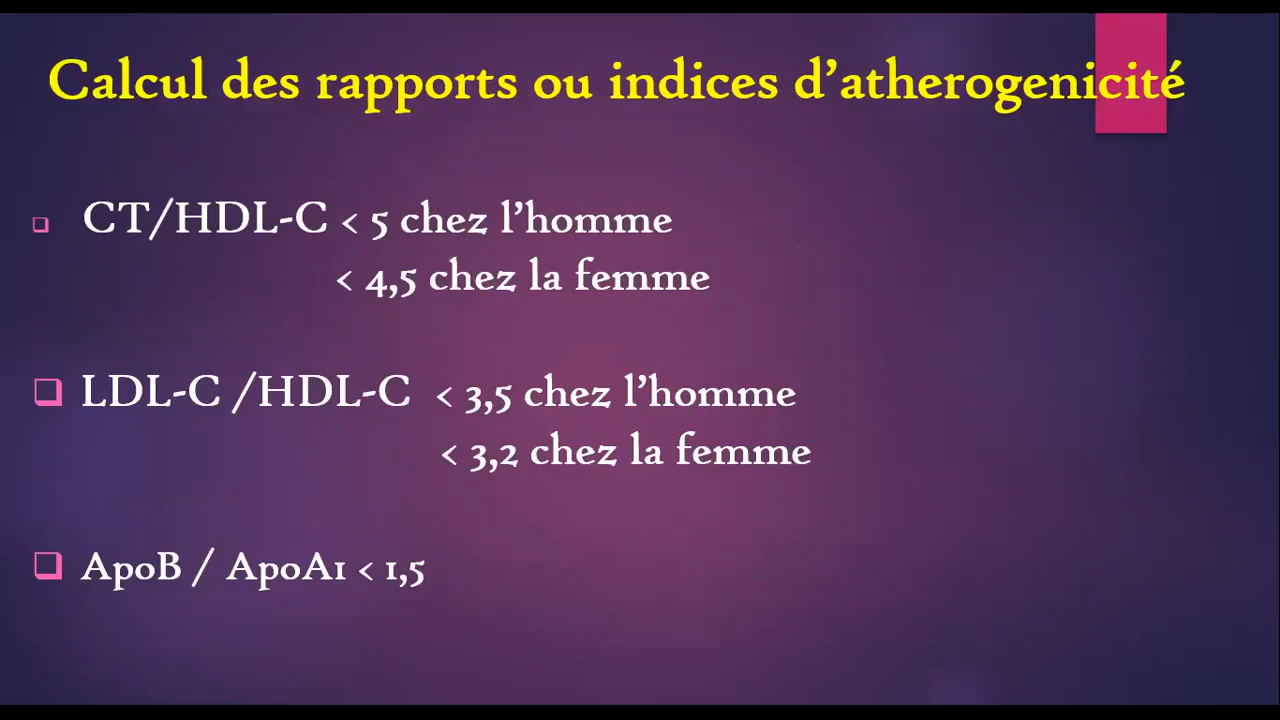 Calcul des rapports ou indices d’atherogenicité
CT/HDL-C < 5 chez l’homme
< 4,5 chez la femme
LDL-C /HDL-C < 3,5 chez l’homme
< 3,2 chez la femme
ApoB / ApoA1 < 1,5